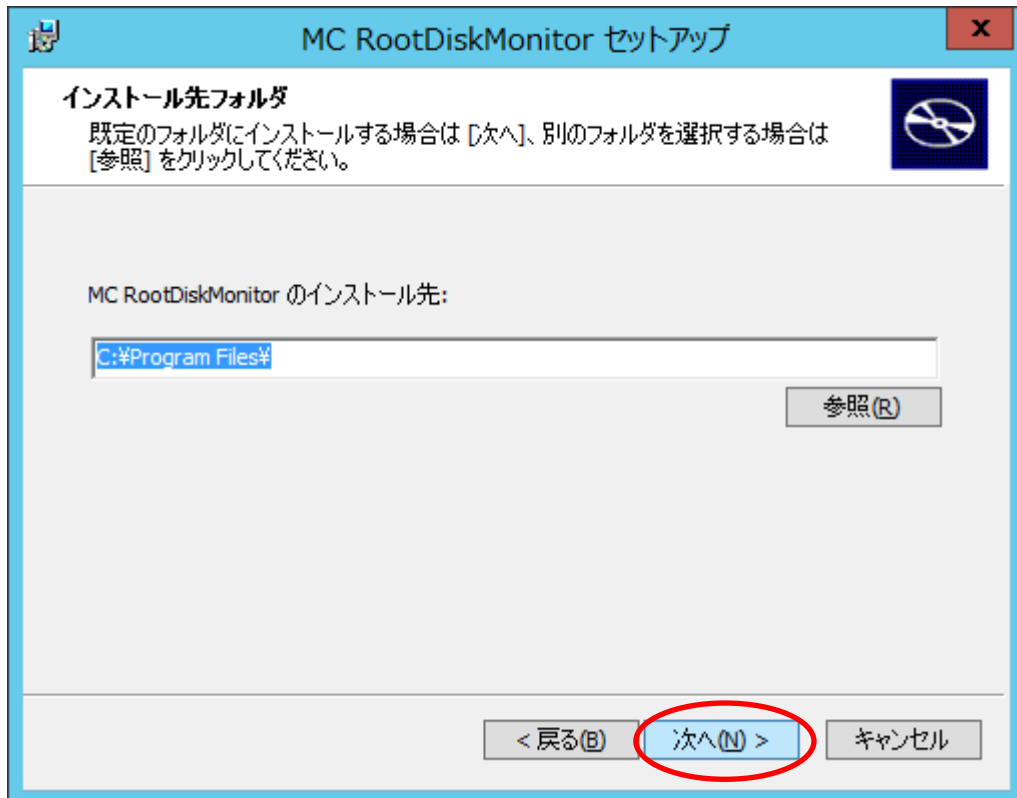 MC RootDiskMonitor セットアップ
x
インストール先フォルダ
既定のフォルダにインストールする場合は [次へ]、別のフォルダを選択する場合は
[参照] をクリックしてください。
MC RootDiskMonitor のインストール先:
C:¥Program Files¥
参照(R)
< 戻る(B)
次へ(N) >
キャンセル